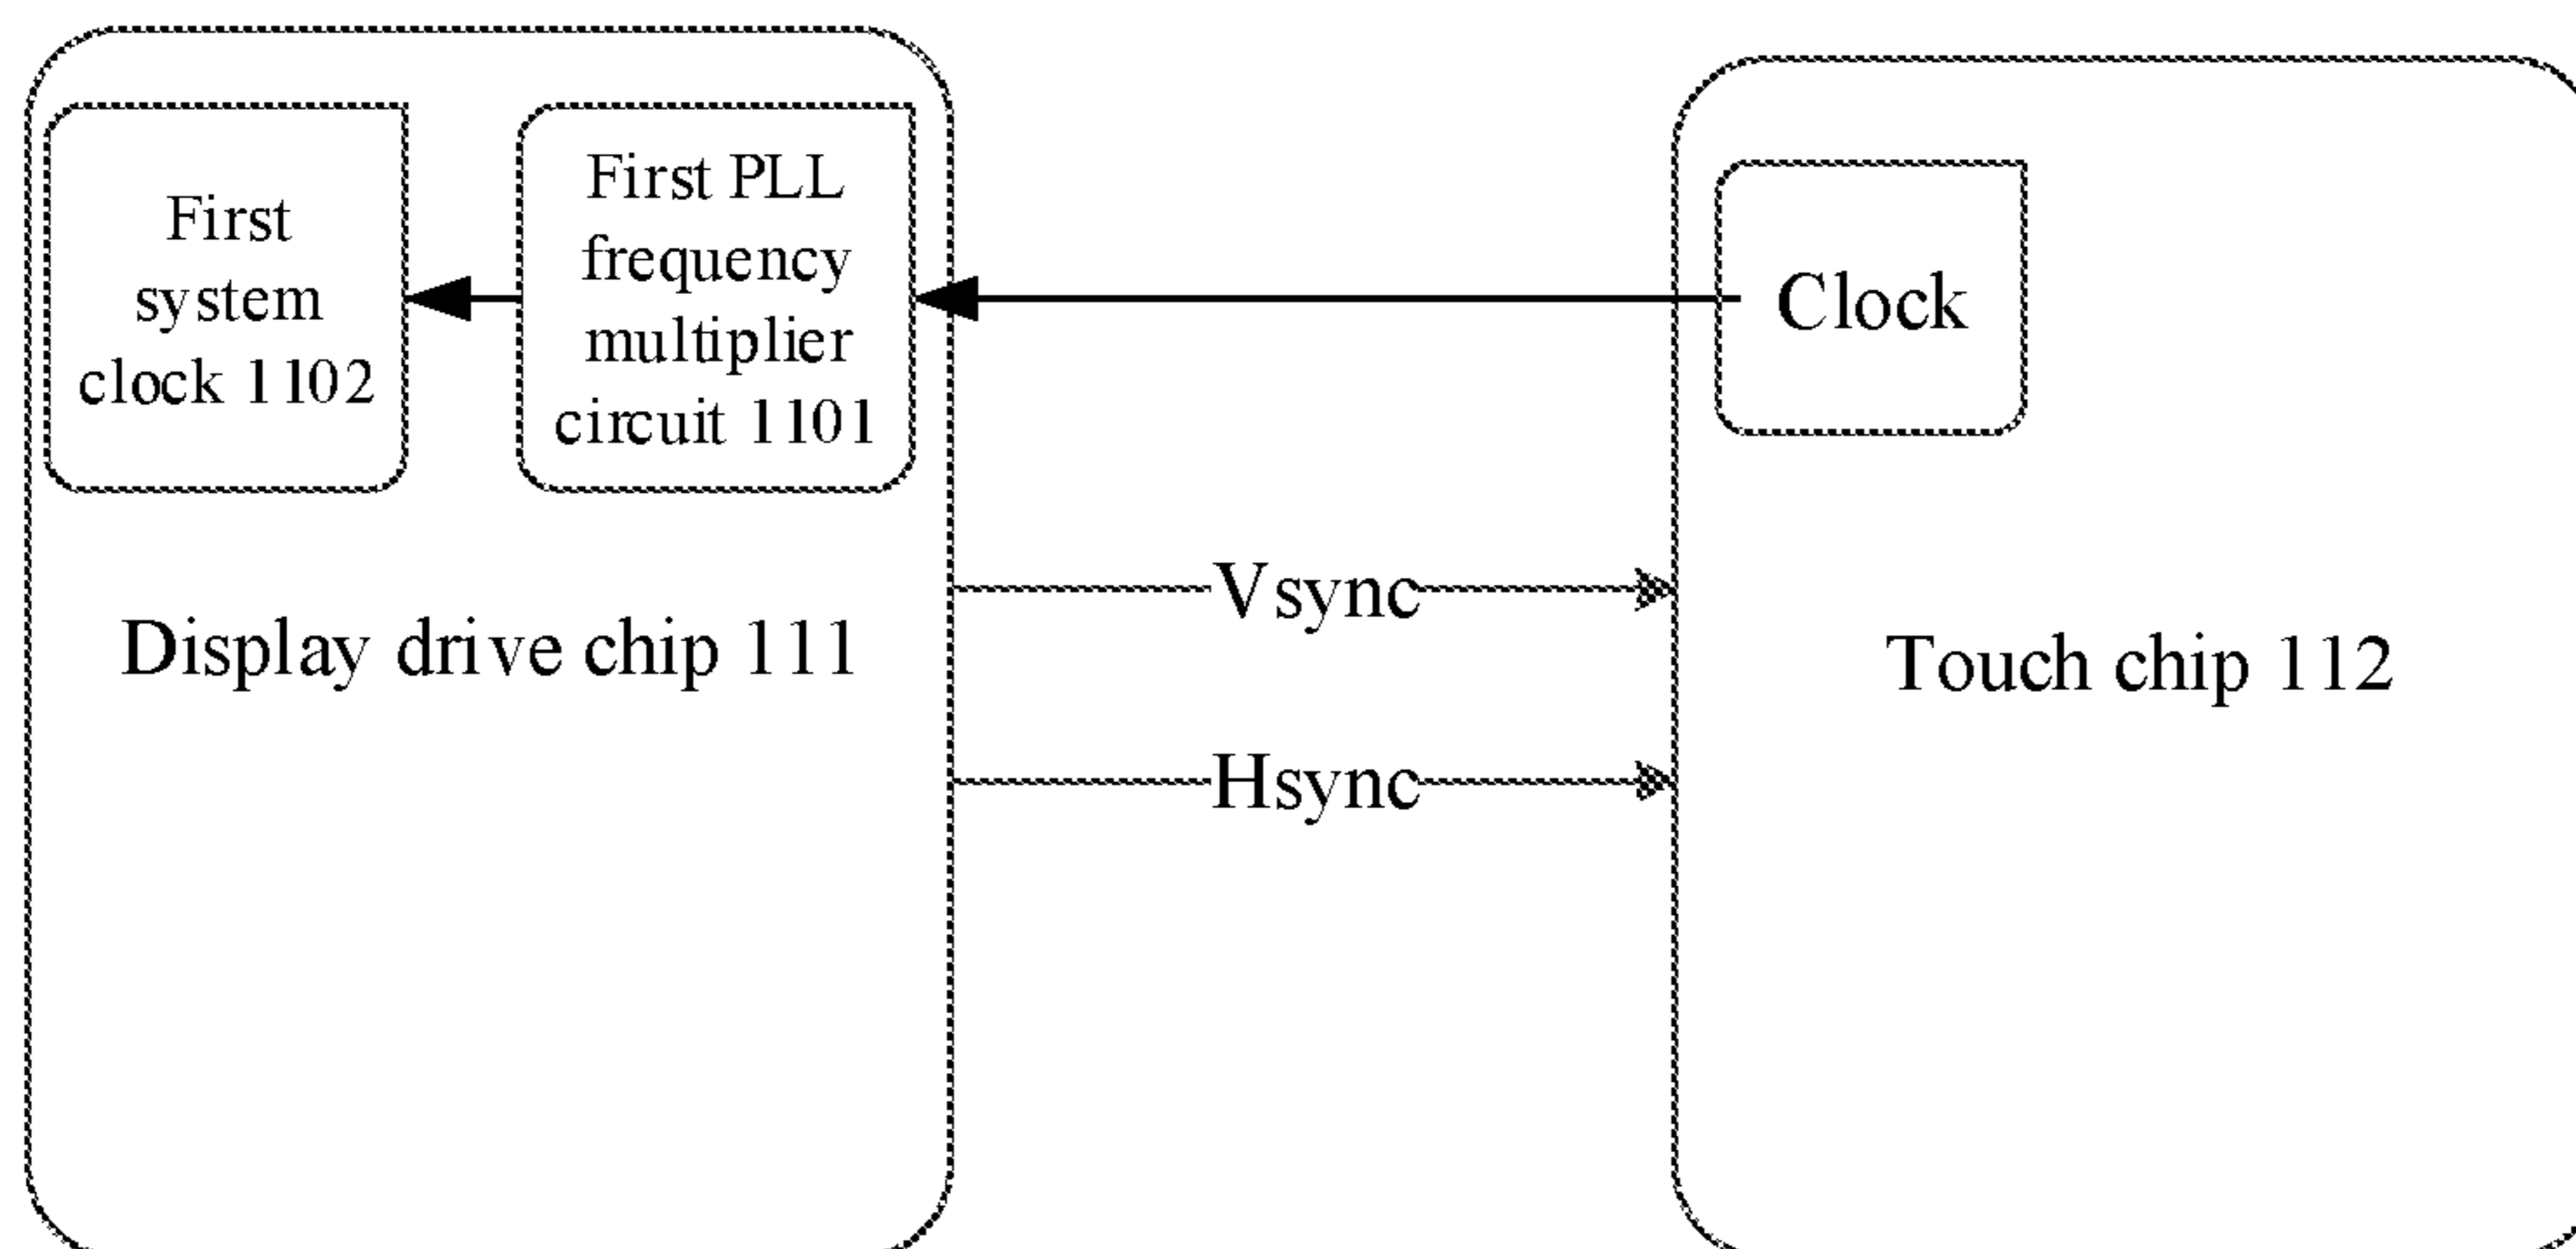 First
system
clock 1102
First PLL
frequency
multiplier
circuit 1101
Clock
Vsync
Display drive chip 111
Touch chip 112
Hsync